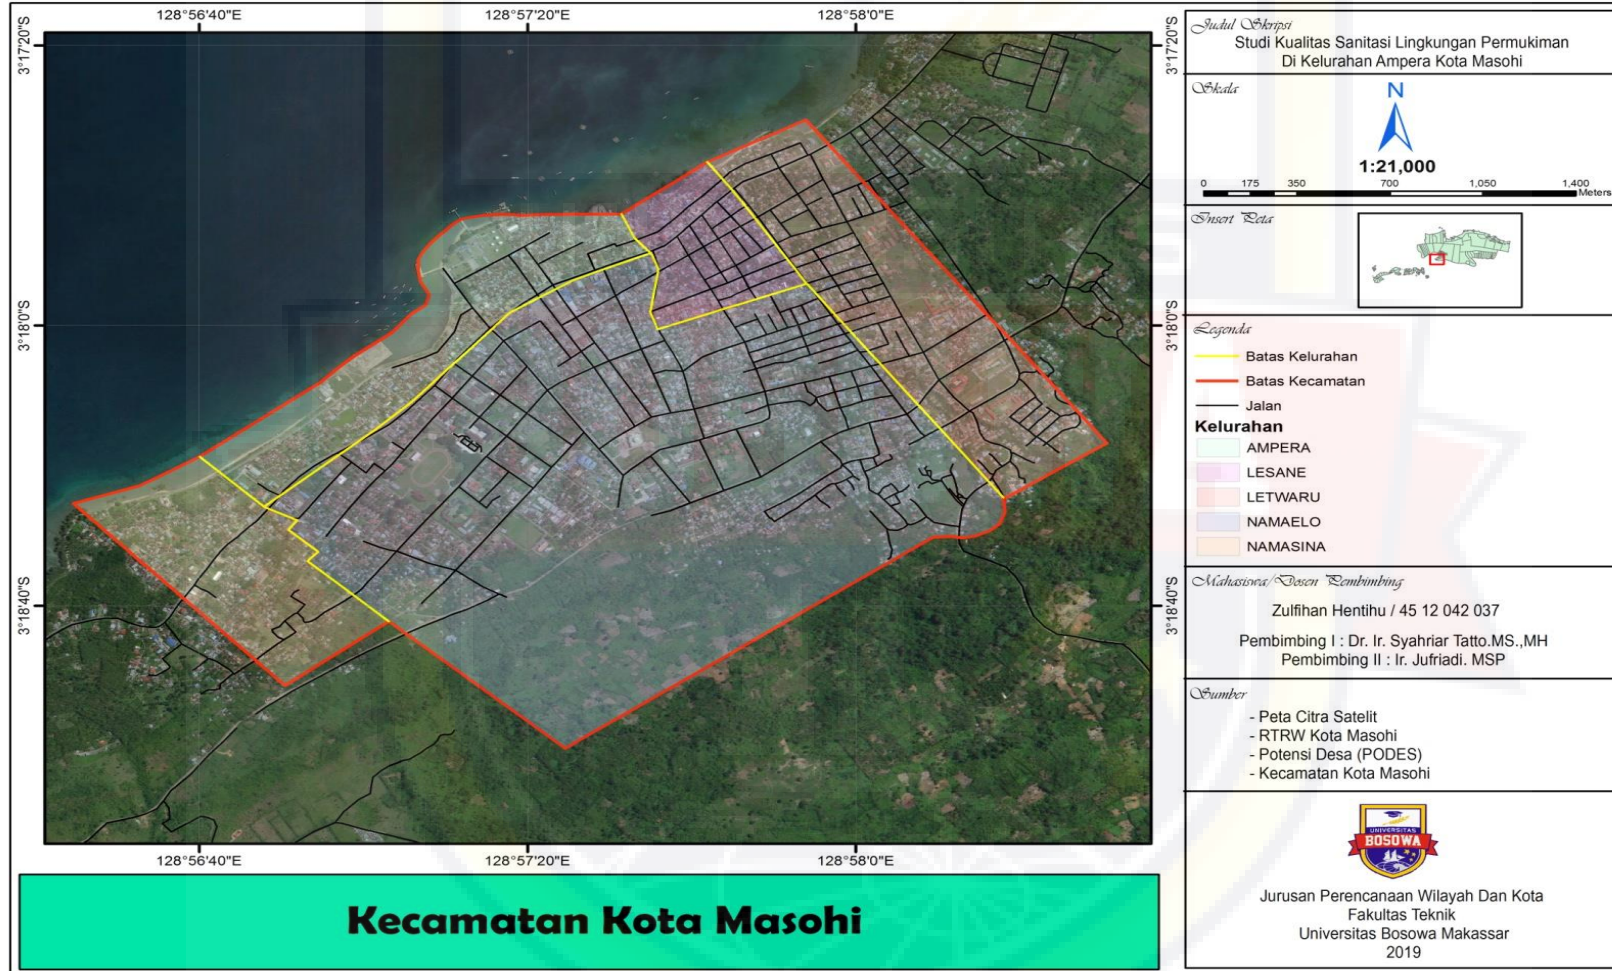 128°56'40"E
128°57'20"E
128°58'0"E
3°17'20"S
3°17'20"S
3°18'0"S
3°18'0"S
3°18'40"S
3°18'40"S
128°56'40"E
128°57'20"E
128°58'0"E
Kecamatan Kota Masohi
Judul Skripsi
Studi Kualitas Sanitasi Lingkungan Permukiman
Di Kelurahan Ampera Kota Masohi
Skala
N
1:21,000
0 175 350 700 1,050 1,400
Meters
Insert Peta
Legenda
Batas Kelurahan
Batas Kecamatan
Jalan
Kelurahan
AMPERA
LESANE
LETWARU
NAMAELO
NAMASINA
Mahasiswa/Dosen Pembimbing
Zulfihan Hentihu / 45 12 042 037
Pembimbing I : Dr. Ir. Syahriar Tatto.MS.,MH
Pembimbing II : Ir. Jufriadi. MSP
Sumber
- Peta Citra Satelit
- RTRW Kota Masohi
- Potensi Desa (PODES)
- Kecamatan Kota Masohi
UNIVERSITAS
BOSOWA
Jurusan Perencanaan Wilayah Dan Kota
Fakultas Teknik
Universitas Bosowa Makassar
2019